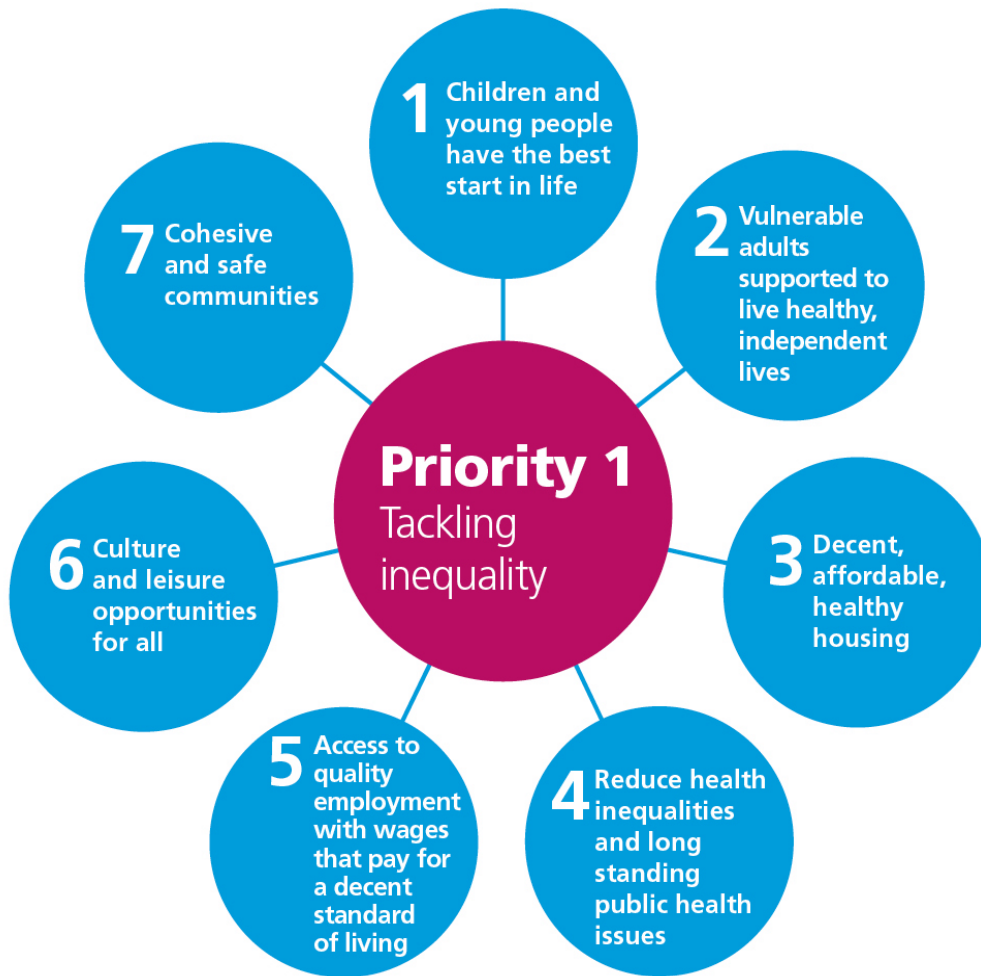 Priority 1
Tackling
inequality
1 Children and
young people
have the best
start in life
2 Vulnerable
adults
supported to
live healthy,
independent
lives
3 Decent,
affordable,
healthy
housing
4 Reduce health
inequalities
and long
standing
public health
issues
5 Access to
quality
employment
with wages
that pay for
a decent
standard
of living
6 Culture
and leisure
opportunities
for all
7 Cohesive
and safe
communities